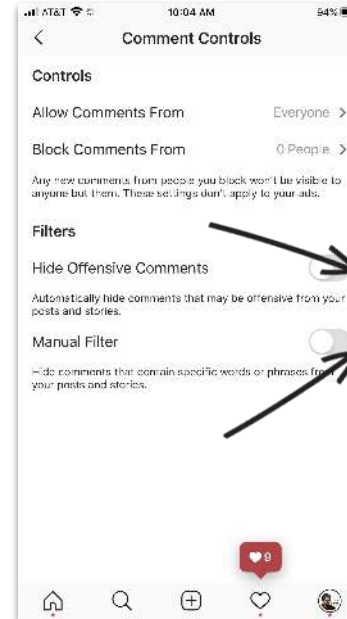 AT&T 10:04 AM 94%
Comment Controls
Controls
Allow Comments From Everyone
Block Comments From 0 People
Any new comments from people you block won't be visible to
anyone but them. These settings don't apply to your ads.
Filters
Hide Offensive Comments
Automatically hide comments that may be offensive from your
posts and stories.
Manual Filter
Hide comments that contain specific words or phrases from
your posts and stories.
9